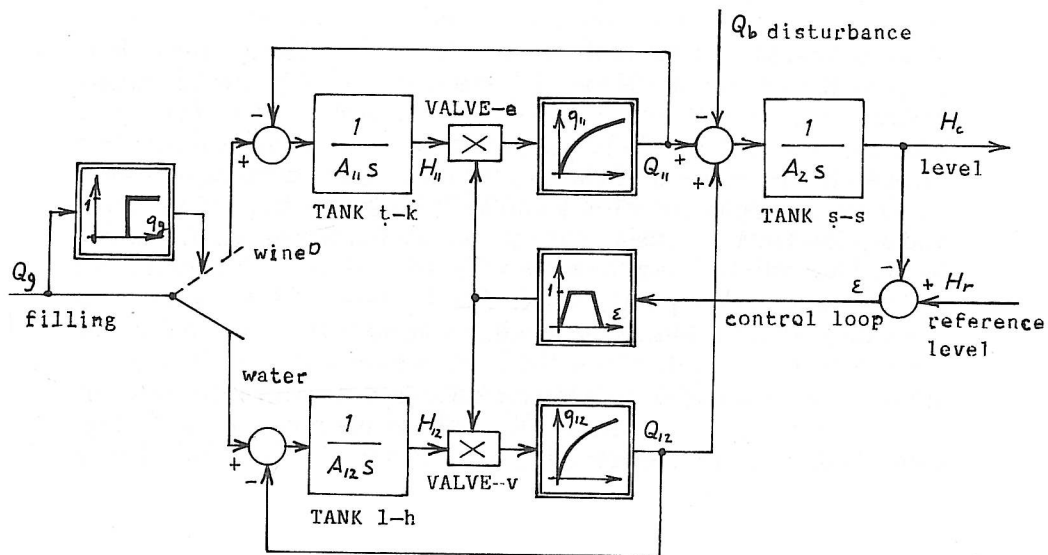 Q_b disturbance
VALVE-e
1
A_11 s
H_11
q_11
Q_11
1
A_2 s
H_c
level
TANK ṭ-ḳ
TANK ṣ-s
1
q_g
wine
Q_g
filling
1
ε
ε
H_r
control loop
reference
level
water
1
A_12 s
H_12
q_12
Q_12
VALVE-v
TANK l-h